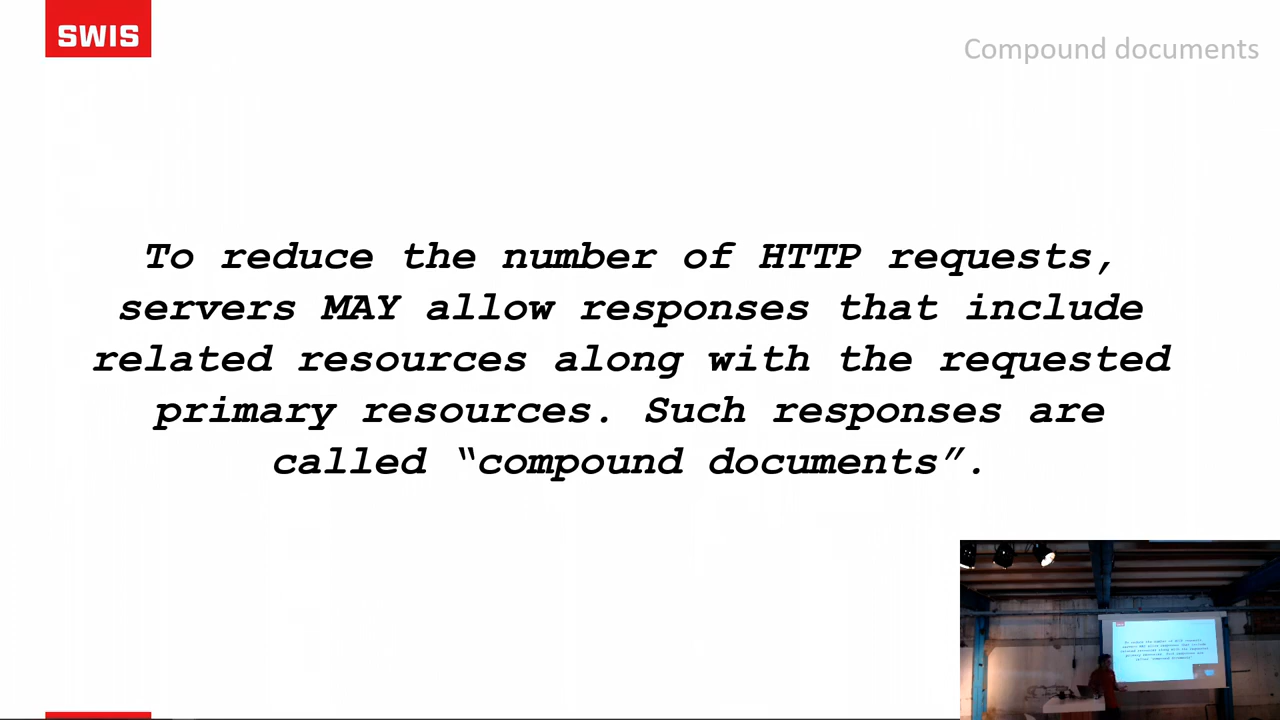 SWIS
Compound documents
To reduce the number of HTTP requests,
servers MAY allow responses that include
related resources along with the requested
primary resources. Such responses are
called “compound documents”.